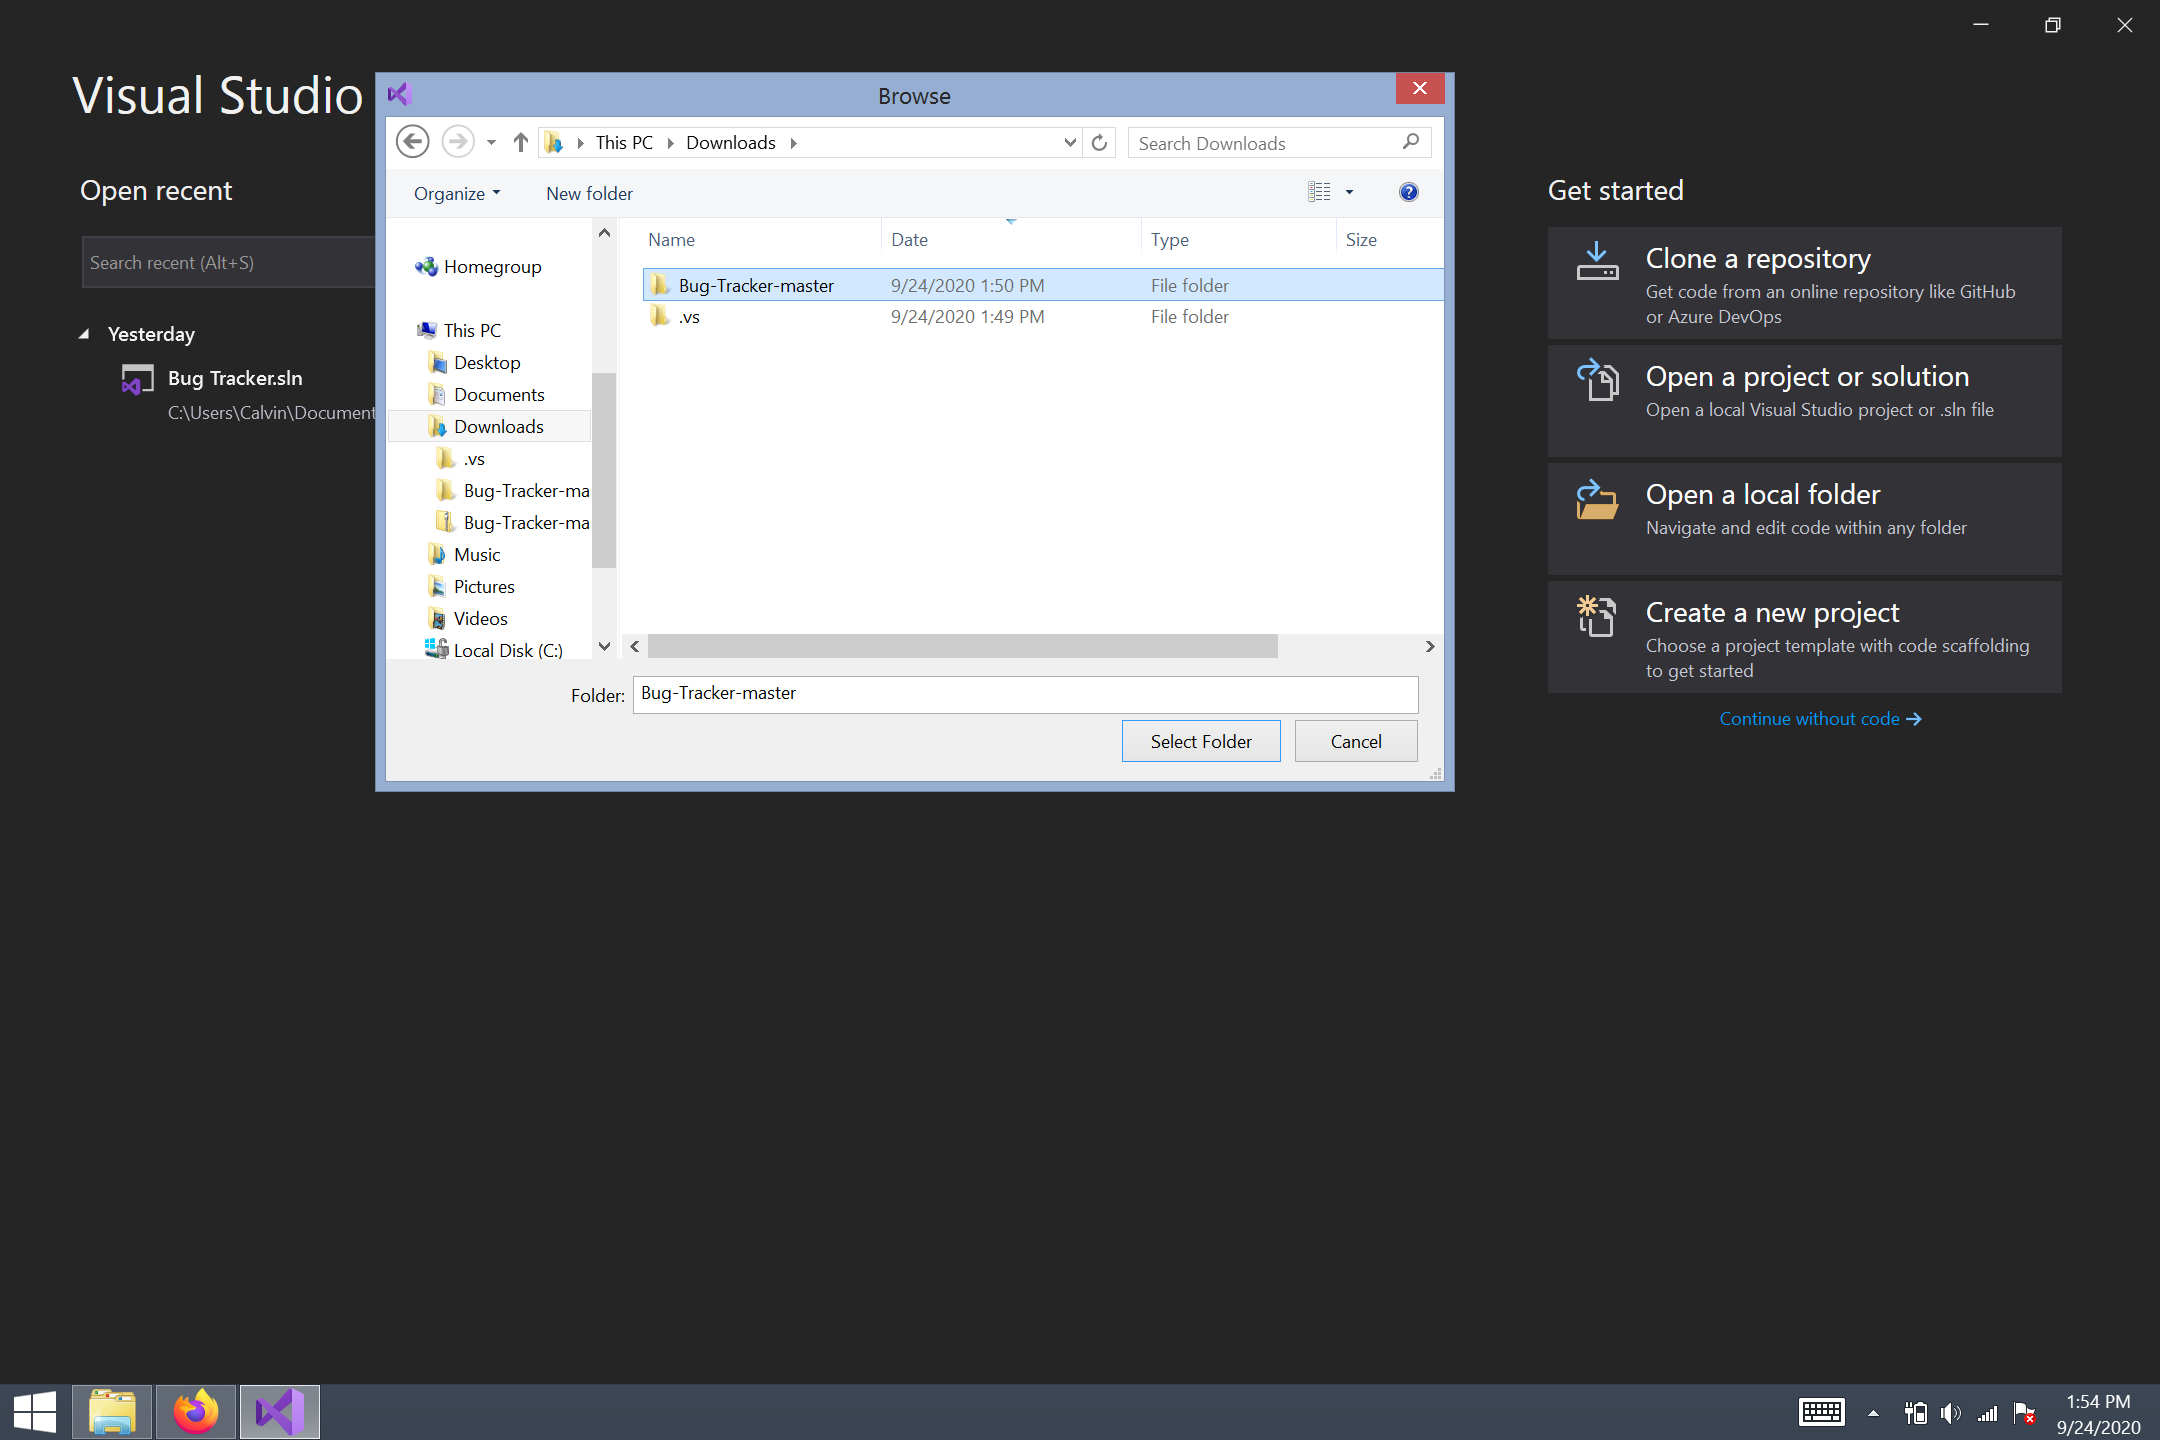 Visual Studio
Open recent
Search recent (Alt+S)
Yesterday
Bug Tracker.sln
C:\Users\Calvin\Document
Browse
This PC
Downloads
Search Downloads
Organize
New folder
Name
Date
Type
Size
Bug-Tracker-master
9/24/2020 1:50 PM
File folder
.vs
9/24/2020 1:49 PM
File folder
Homegroup
This PC
Desktop
Documents
Downloads
.vs
Bug-Tracker-ma
Bug-Tracker-ma
Music
Pictures
Videos
Local Disk (C:)
Folder:
Bug-Tracker-master
Select Folder
Cancel
Get started
Clone a repository
Get code from an online repository like GitHub
or Azure DevOps
Open a project or solution
Open a local Visual Studio project or .sln file
Open a local folder
Navigate and edit code within any folder
Create a new project
Choose a project template with code scaffolding
to get started
Continue without code
1:54 PM
9/24/2020